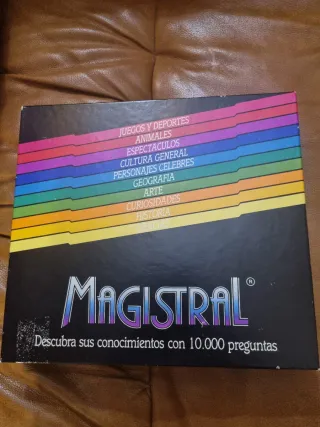 JUEGOS Y DEPORTES
ANIMALES
ESPECTACULOS
CULTURA GENERAL
PERSONAJES CELEBRES
GEOGRAFIA
ARTE
CURIOSIDADES
HISTORIA
MAGISTRAL®
Descubra sus conocimientos con 10.000 preguntas